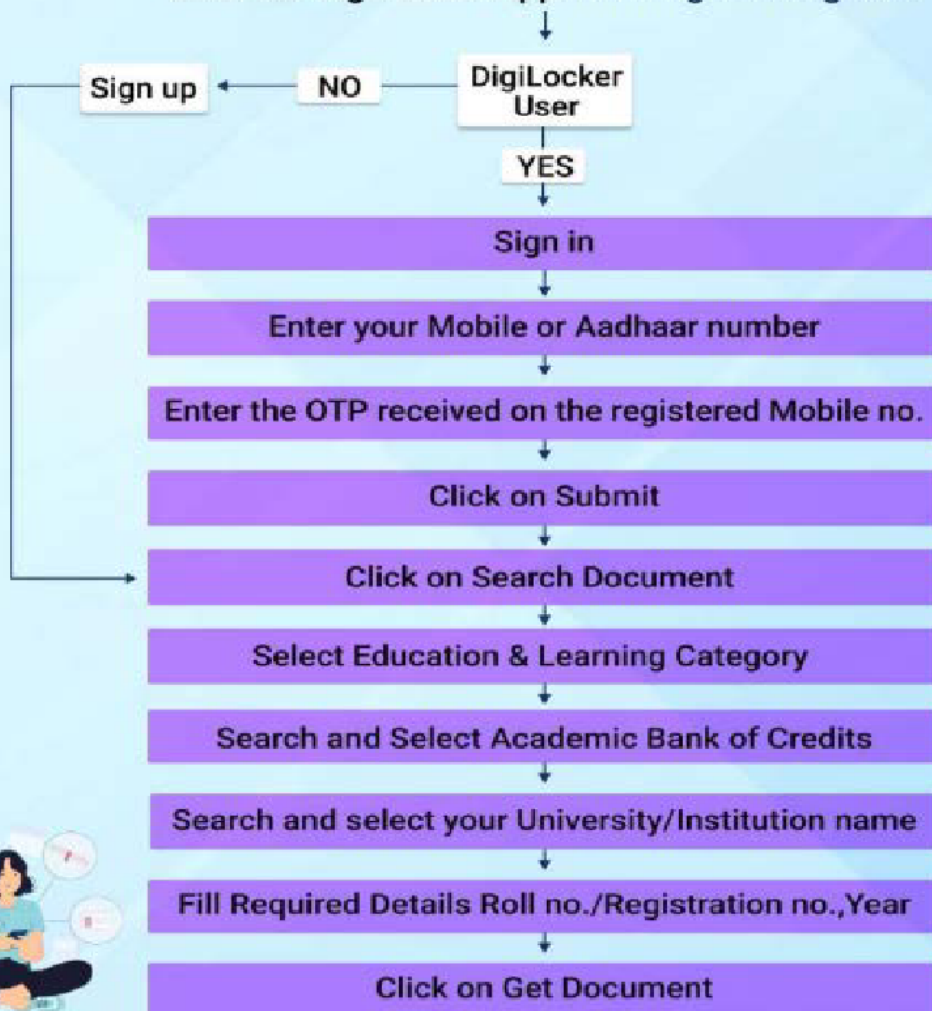 DigiLocker
User
NO
Sign up
YES
Sign in
Enter your Mobile or Aadhaar number
Enter the OTP received on the registered Mobile no.
Click on Submit
Click on Search Document
Select Education & Learning Category
Search and Select Academic Bank of Credits
Search and select your University/Institution name
Fill Required Details Roll no./Registration no.,Year
Click on Get Document